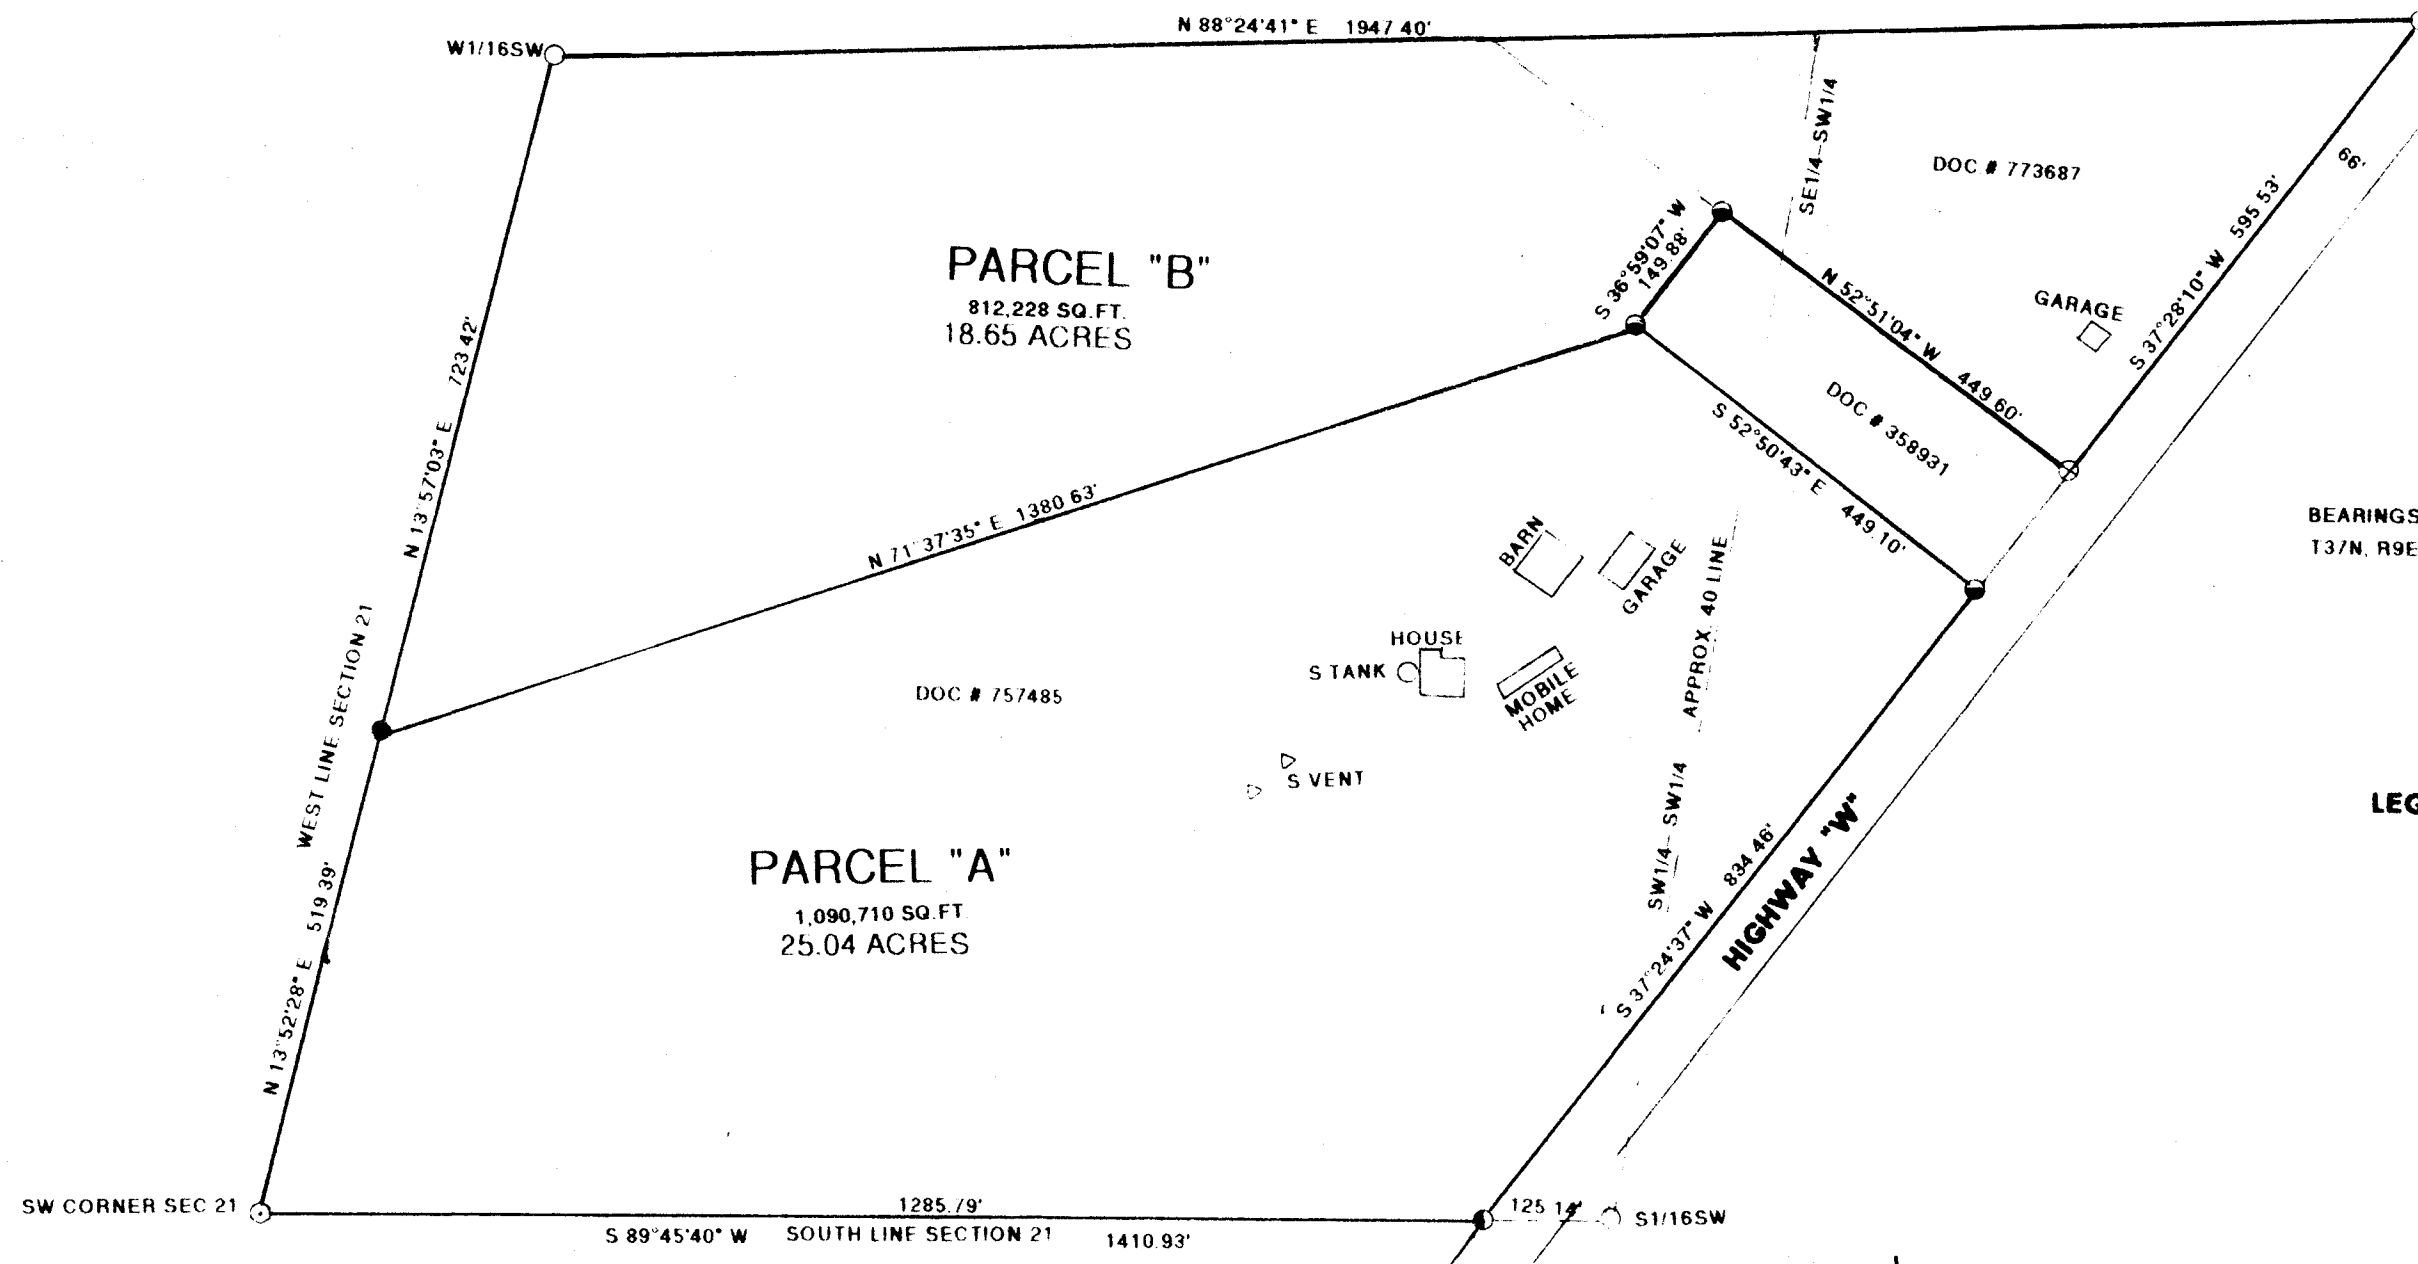 N 88°24'41" E 1947 40'
W1/16SW
SE1/4 SW1/4
DOC # 773687
66'
S 37°28'10" W 595 53'
GARAGE
S 36°59'07" W
149.88'
N 52°51'04" W 449 60'
DOC # 358931
PARCEL "B"
812,228 SQ.FT.
18.65 ACRES
N 13°57'03" E 723 42'
S 52°50'43" E 449.10'
N 71°37'35" E 1380 63'
BARN
GARAGE
BEARINGS
T37N, R9E
APPROX. 40 LINE
WEST LINE SECTION 21
HOUSE
S TANK
MOBILE
HOME
DOC # 757485
S VENT
SW1/4 SW1/4
LEG
HIGHWAY "W"
S 37°24'37" W 834 46'
PARCEL "A"
1,090,710 SQ.FT
25.04 ACRES
N 13°52'28" E 519 39'
SW CORNER SEC 21
1285.79'
125 14'
S1/16SW
S 89°45'40" W SOUTH LINE SECTION 21 1410.93'